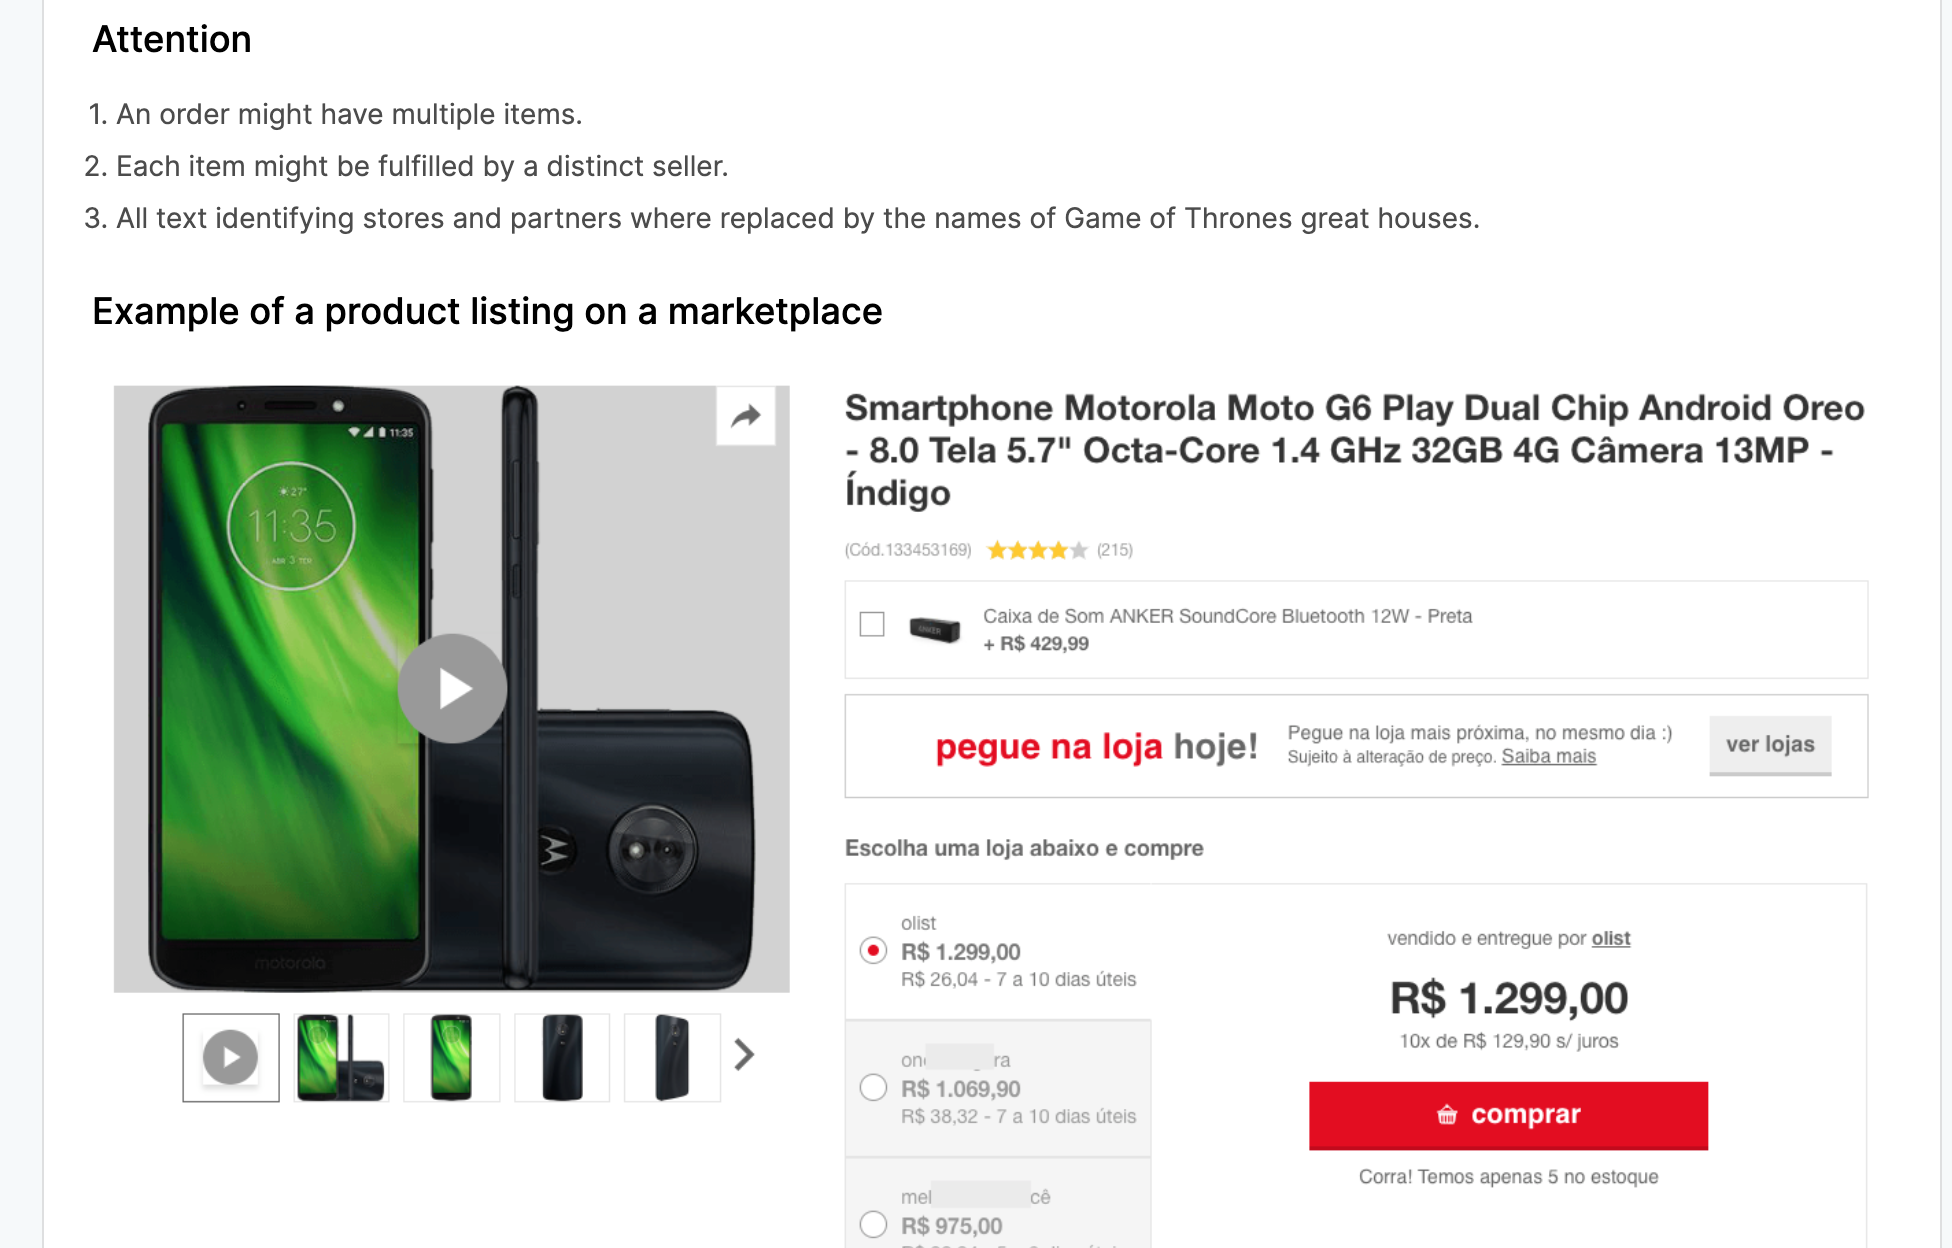 Attention
1. An order might have multiple items.
2. Each item might be fulfilled by a distinct seller.
3. All text identifying stores and partners where replaced by the names of Game of Thrones great houses.
Example of a product listing on a marketplace
11:35
27°
11:35
ABR 3 TER
motorola
Smartphone Motorola Moto G6 Play Dual Chip Android Oreo
- 8.0 Tela 5.7" Octa-Core 1.4 GHz 32GB 4G Câmera 13MP -
Índigo
(Cód.133453169) (215)
ANKER
Caixa de Som ANKER SoundCore Bluetooth 12W - Preta
+ R$ 429,99
pegue na loja hoje!
Pegue na loja mais próxima, no mesmo dia :)
Sujeito à alteração de preço. Saiba mais
ver lojas
Escolha uma loja abaixo e compre
olist
R$ 1.299,00
R$ 26,04 - 7 a 10 dias úteis
R$ 1.069,90
R$ 38,32 - 7 a 10 dias úteis
R$ 975,00
vendido e entregue por olist
R$ 1.299,00
10x de R$ 129,90 s/ juros
comprar
Corra! Temos apenas 5 no estoque